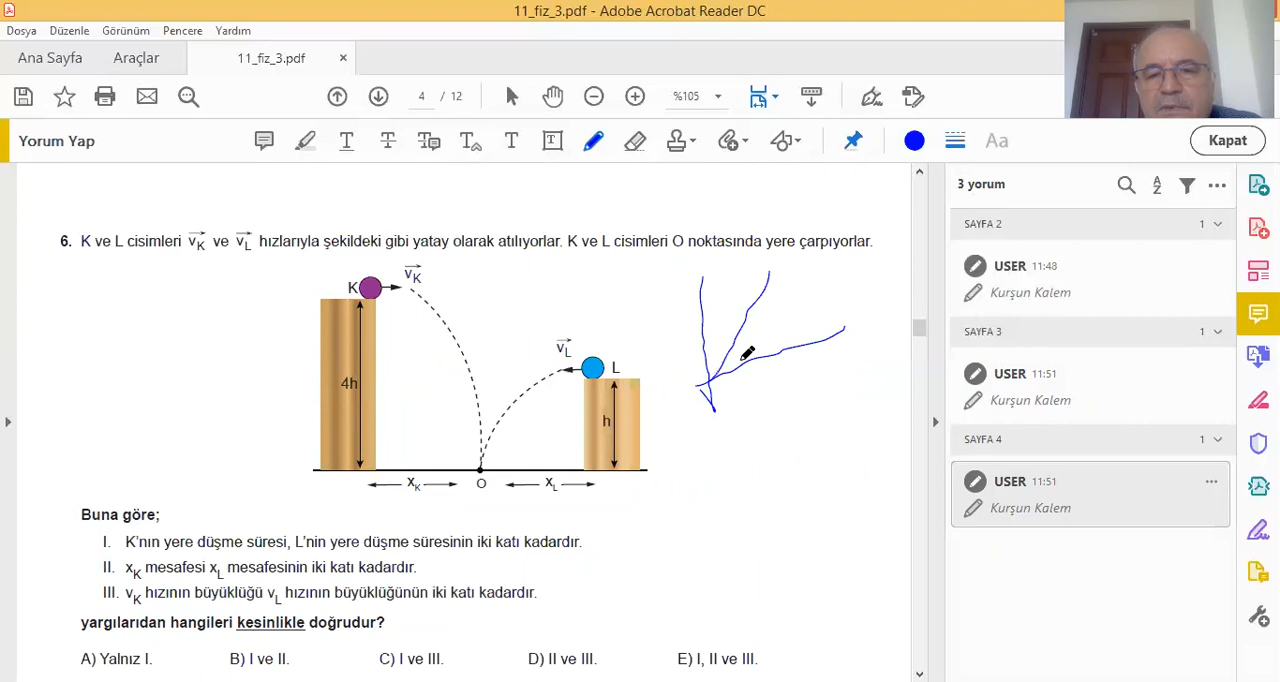 11_fiz_3.pdf - Adobe Acrobat Reader DC
Dosya Düzenle Görünüm Pencere Yardım
Ana Sayfa Araçlar 11_fiz_3.pdf ×
4 / 12 %105
Yorum Yap Aa Kapat
3 yorum
SAYFA 2 1
USER 11:48
Kurşun Kalem
SAYFA 3 1
USER 11:51
Kurşun Kalem
SAYFA 4 1
USER 11:51
Kurşun Kalem
6. K ve L cisimleri vK ve vL hızlarıyla şekildeki gibi yatay olarak atılıyorlar. K ve L cisimleri O noktasında yere çarpıyorlar.
K vK
vL L
4h
h
xK O xL
Buna göre;
I. K'nın yere düşme süresi, L'nin yere düşme süresinin iki katı kadardır.
II. xK mesafesi xL mesafesinin iki katı kadardır.
III. vK hızının büyüklüğü vL hızının büyüklüğünün iki katı kadardır.
yargılarından hangileri kesinlikle doğrudur?
A) Yalnız I. B) I ve II. C) I ve III. D) II ve III. E) I, II ve III.